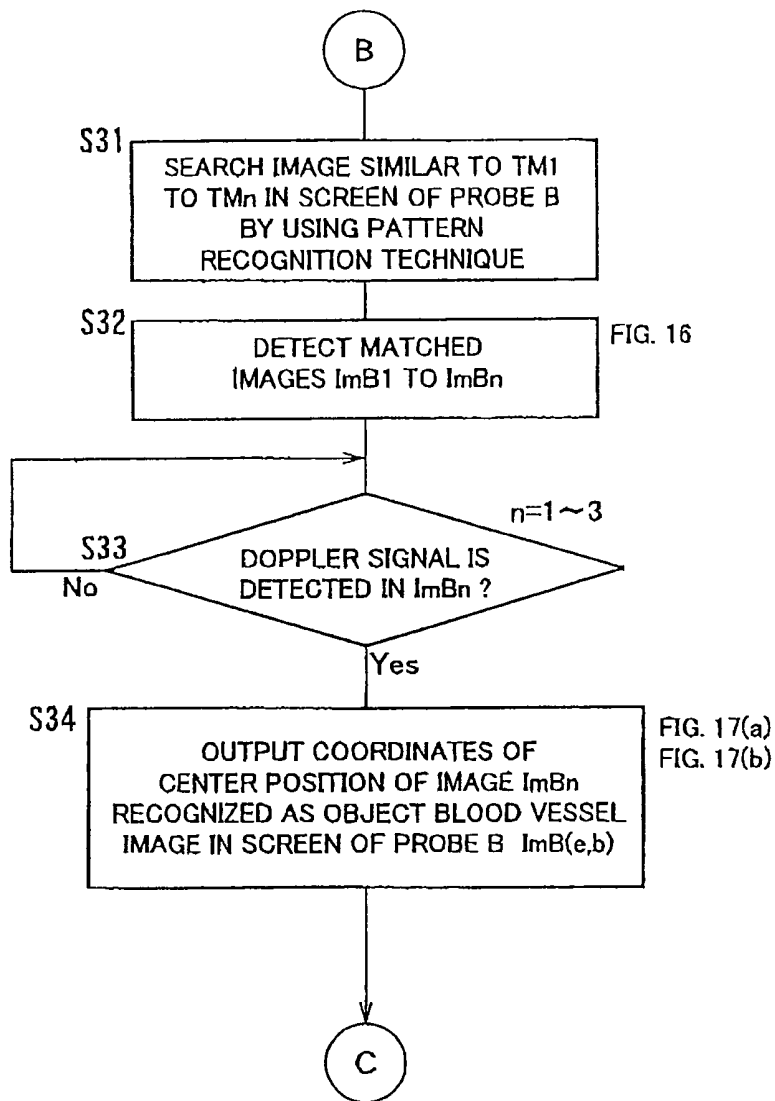 B
S31
SEARCH IMAGE SIMILAR TO TM1
TO TMn IN SCREEN OF PROBE B
BY USING PATTERN
RECOGNITION TECHNIQUE
S32
DETECT MATCHED
IMAGES ImB1 TO ImBn
FIG. 16
n=1~3
S33
DOPPLER SIGNAL IS
DETECTED IN ImBn ?
No
Yes
S34
OUTPUT COORDINATES OF
CENTER POSITION OF IMAGE ImBn
RECOGNIZED AS OBJECT BLOOD VESSEL
IMAGE IN SCREEN OF PROBE B ImB(e,b)
FIG. 17(a)
FIG. 17(b)
C